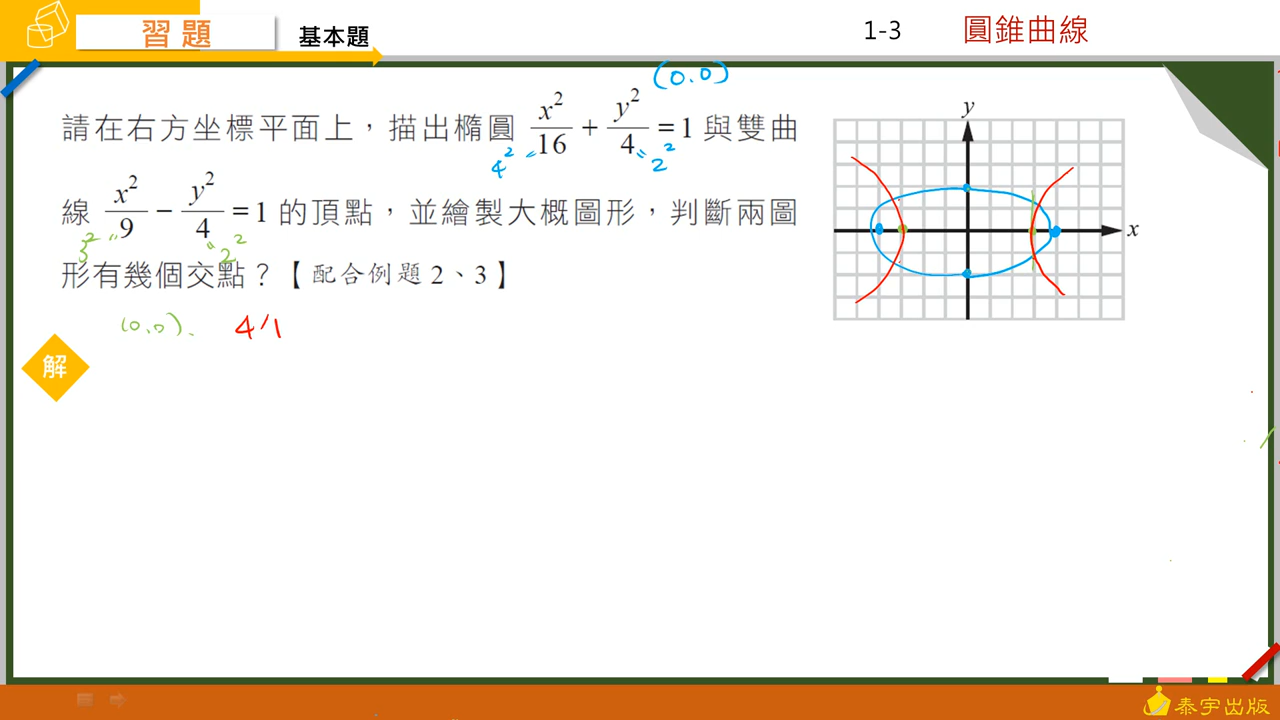 習題
基本題
1-3 圓錐曲線
(0.0)
請在右方坐標平面上，描出橢圓 x²/16 + y²/4 = 1 與雙曲
4² = = 2²
線 x²/9 − y²/4 = 1 的頂點，並繪製大概圖形，判斷兩圖
3² " = 2²
形有幾個交點？【配合例題 2、3】
(0.0).
y
x
解
泰宇出版